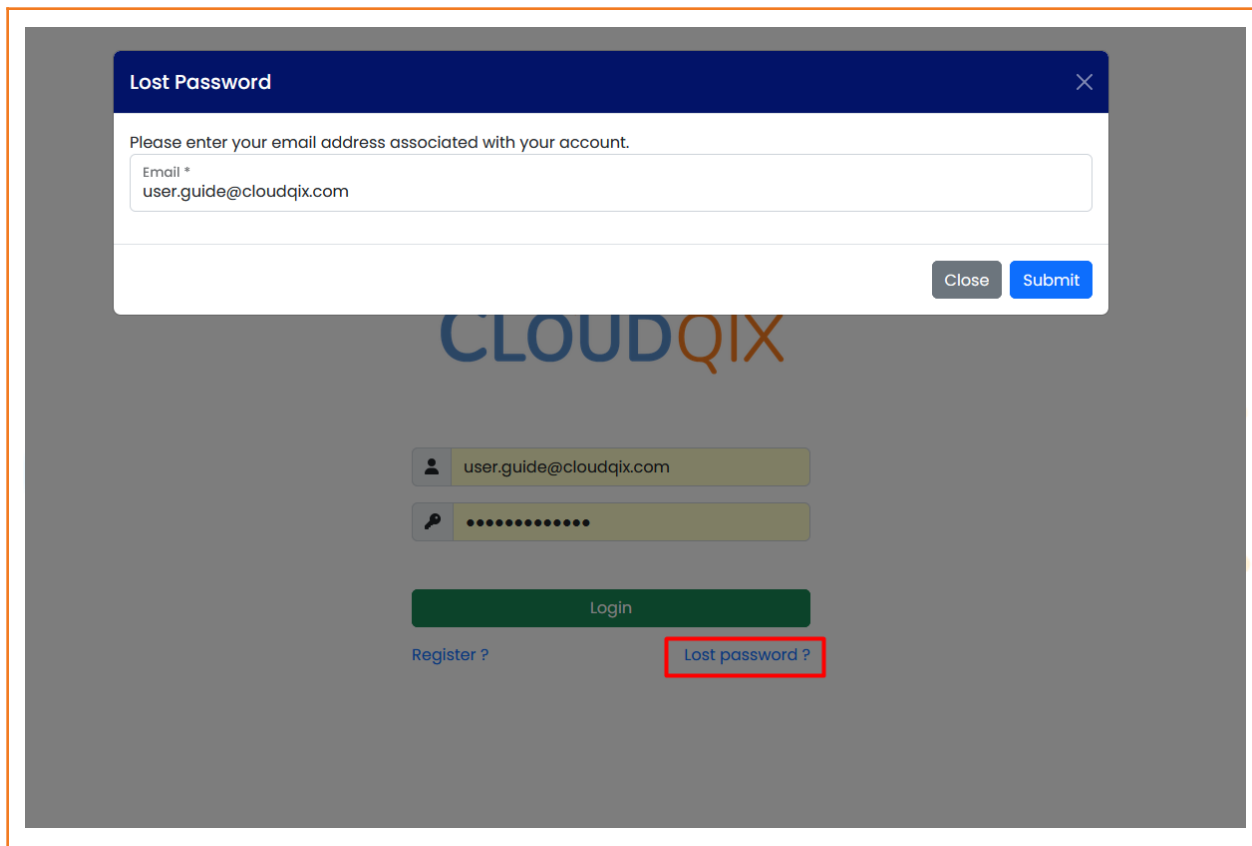 Lost Password
Please enter your email address associated with your account.
Email *
user.guide@cloudqix.com
Close Submit
CLOUDQIX
user.guide@cloudqix.com
•••••••••••••
Login
Register ? Lost password ?